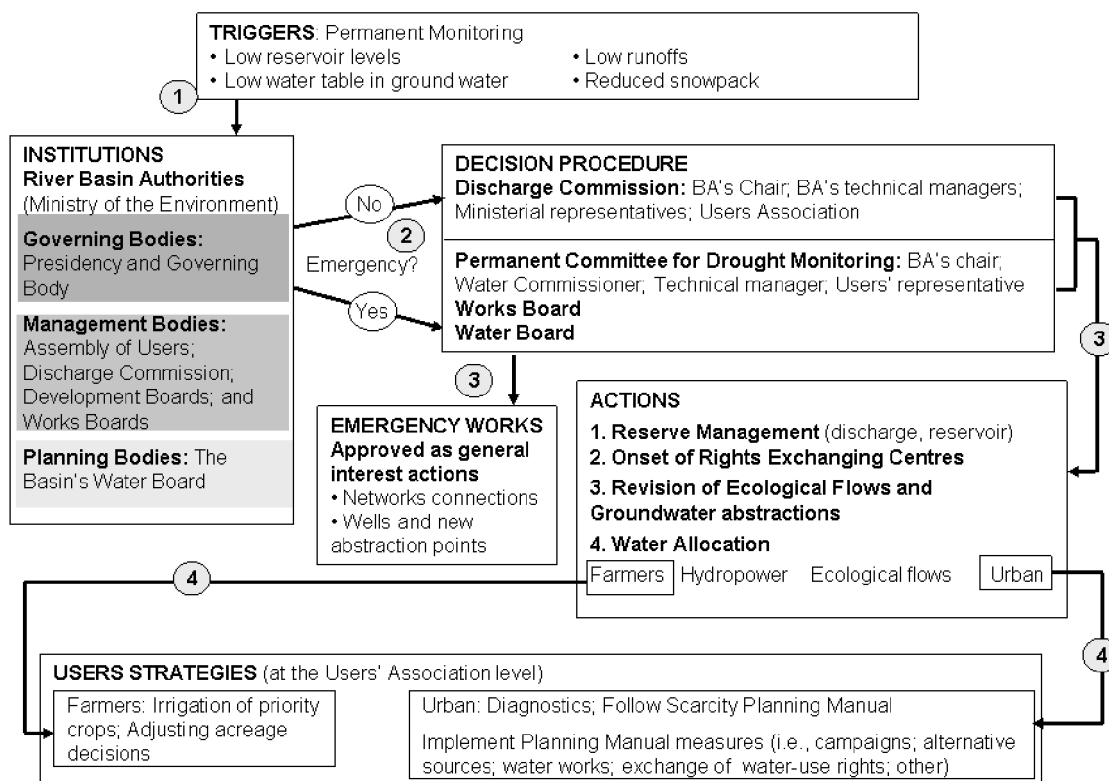 TRIGGERS: Permanent Monitoring
• Low reservoir levels
• Low runoffs
• Low water table in ground water
• Reduced snowpack
1
INSTITUTIONS
River Basin Authorities
(Ministry of the Environment)
Governing Bodies:
Presidency and Governing
Body
Management Bodies:
Assembly of Users;
Discharge Commission;
Development Boards; and
Works Boards
Planning Bodies: The
Basin's Water Board
No
2
Emergency?
Yes
DECISION PROCEDURE
Discharge Commission: BA's Chair; BA's technical managers;
Ministerial representatives; Users Association
Permanent Committee for Drought Monitoring: BA's chair;
Water Commissioner; Technical manager; Users' representative
Works Board
Water Board
3
3
EMERGENCY WORKS
Approved as general
interest actions
• Networks connections
• Wells and new
abstraction points
ACTIONS
1. Reserve Management (discharge, reservoir)
2. Onset of Rights Exchanging Centres
3. Revision of Ecological Flows and
Groundwater abstractions
4. Water Allocation
Farmers Hydropower Ecological flows Urban
4
4
USERS STRATEGIES (at the Users' Association level)
Farmers: Irrigation of priority
crops; Adjusting acreage
decisions
Urban: Diagnostics; Follow Scarcity Planning Manual
Implement Planning Manual measures (i.e., campaigns; alternative
sources; water works; exchange of water-use rights; other)